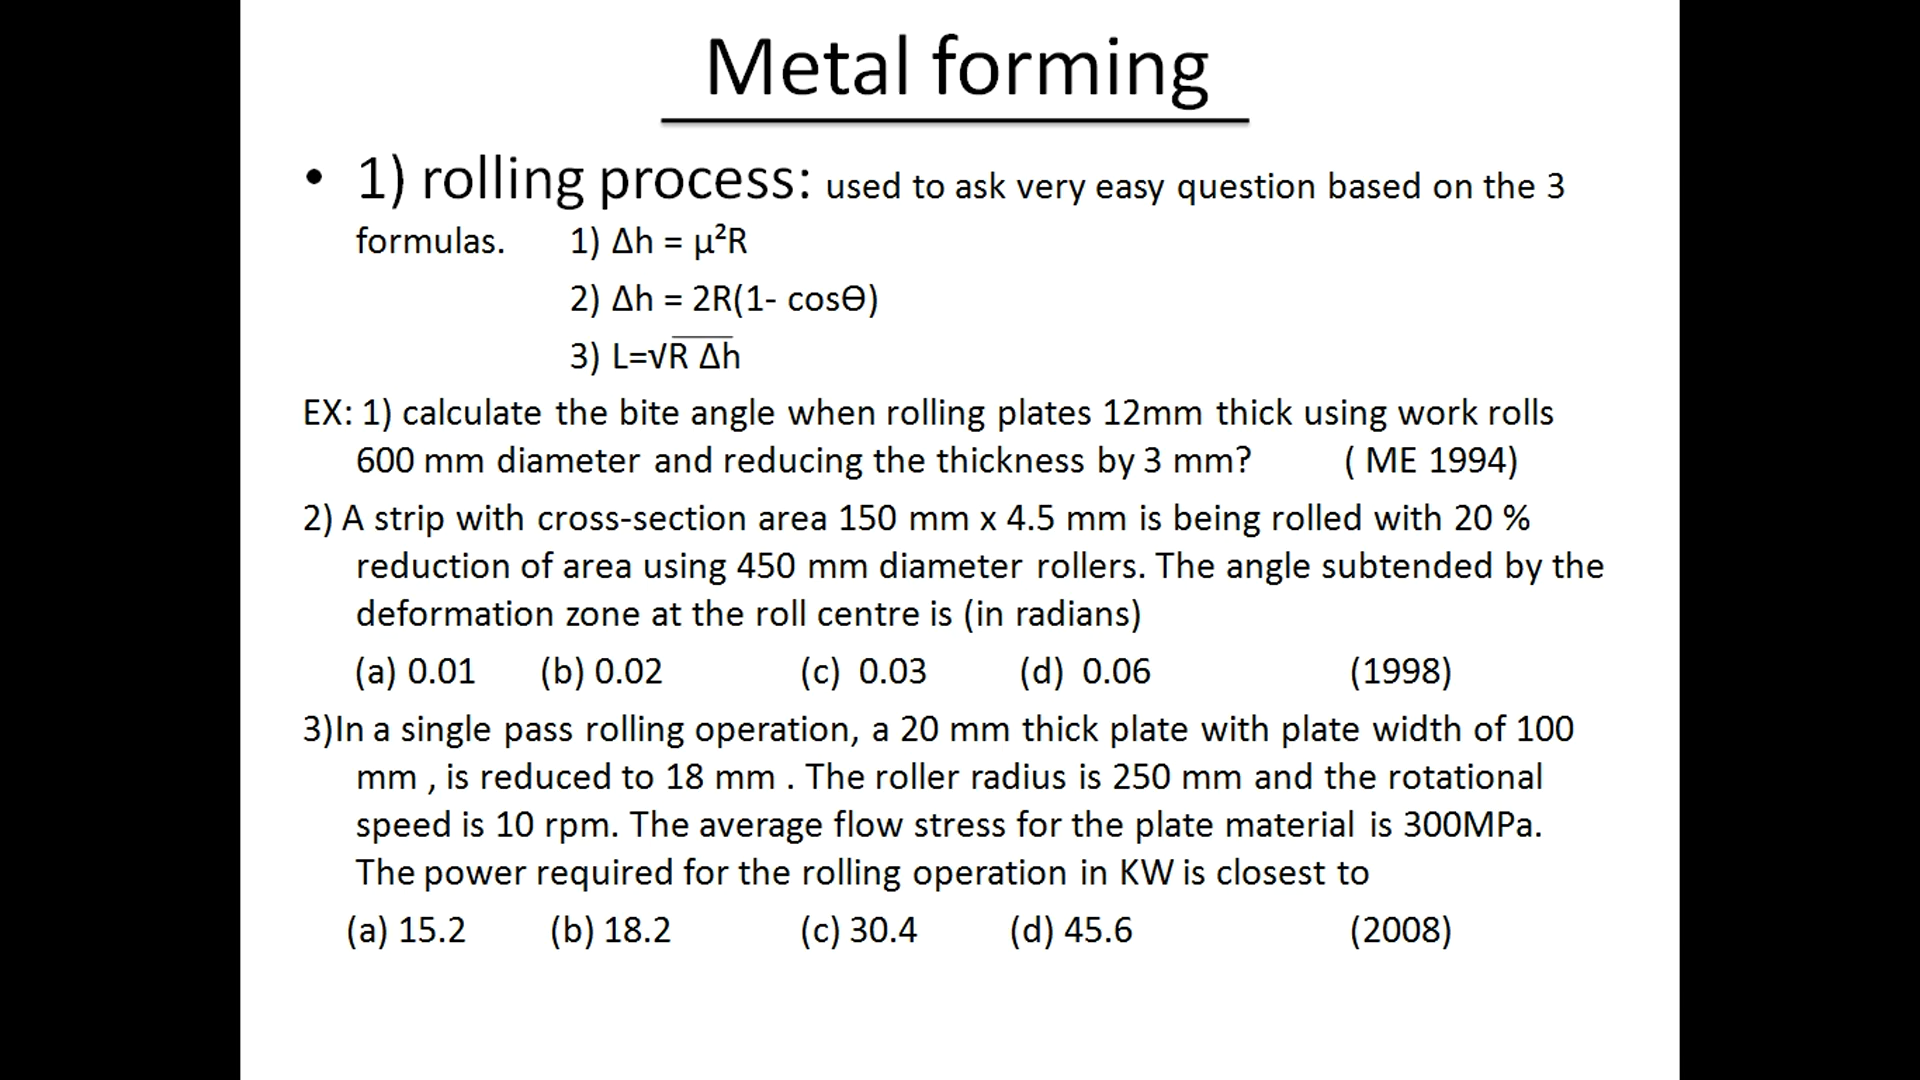 Metal forming
• 1) rolling process: used to ask very easy question based on the 3
formulas. 1) Δh = µ²R
2) Δh = 2R(1- cosƟ)
3) L=√R Δh
EX: 1) calculate the bite angle when rolling plates 12mm thick using work rolls
600 mm diameter and reducing the thickness by 3 mm? ( ME 1994)
2) A strip with cross-section area 150 mm x 4.5 mm is being rolled with 20 %
reduction of area using 450 mm diameter rollers. The angle subtended by the
deformation zone at the roll centre is (in radians)
(a) 0.01 (b) 0.02 (c) 0.03 (d) 0.06 (1998)
3)In a single pass rolling operation, a 20 mm thick plate with plate width of 100
mm , is reduced to 18 mm . The roller radius is 250 mm and the rotational
speed is 10 rpm. The average flow stress for the plate material is 300MPa.
The power required for the rolling operation in KW is closest to
(a) 15.2 (b) 18.2 (c) 30.4 (d) 45.6 (2008)